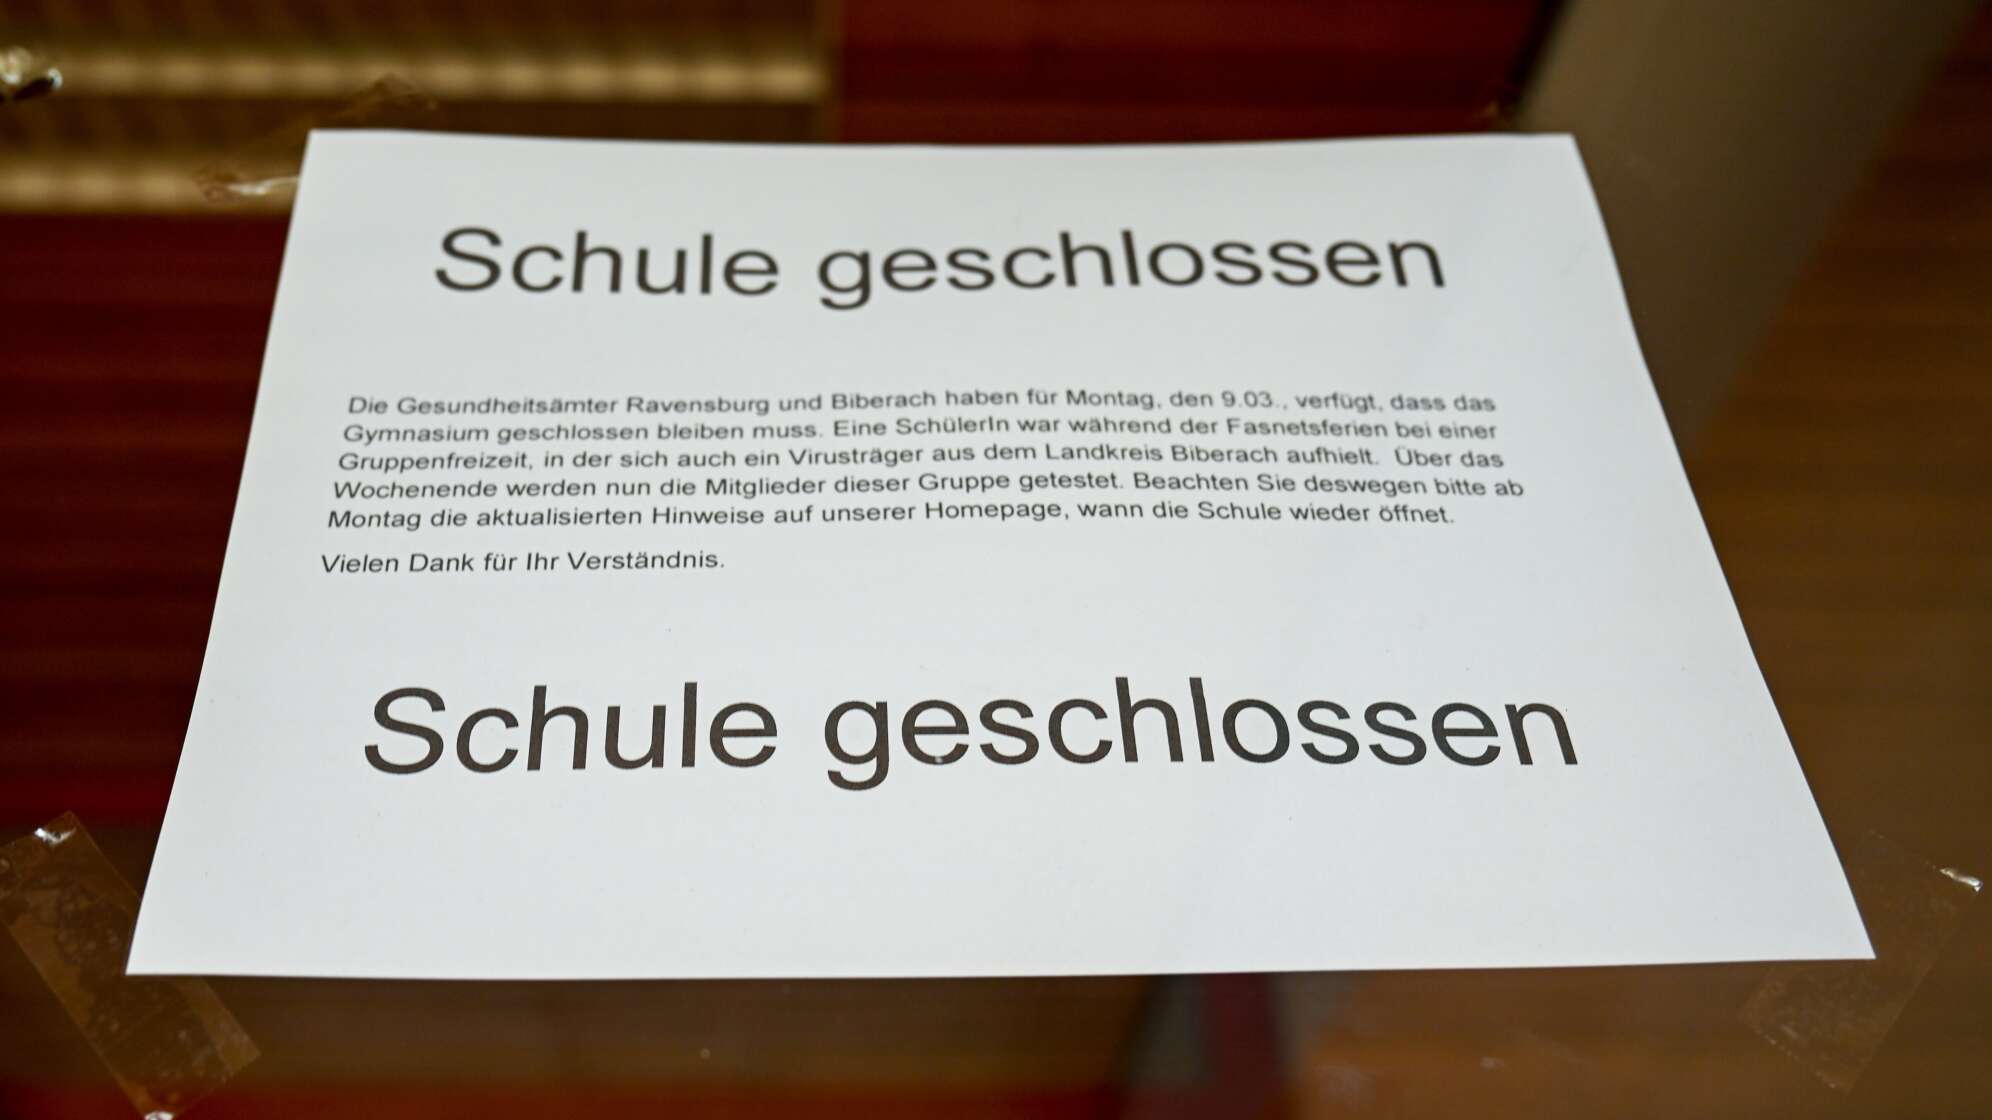 Schule geschlossen
Die Gesundheitsämter Ravensburg und Biberach haben für Montag, den 9.03., verfügt, dass das
Gymnasium geschlossen bleiben muss. Eine SchülerIn war während der Fasnetsferien bei einer
Gruppenfreizeit, in der sich auch ein Virusträger aus dem Landkreis Biberach aufhielt. Über das
Wochenende werden nun die Mitglieder dieser Gruppe getestet. Beachten Sie deswegen bitte ab
Montag die aktualisierten Hinweise auf unserer Homepage, wann die Schule wieder öffnet.
Vielen Dank für Ihr Verständnis.
Schule geschlossen